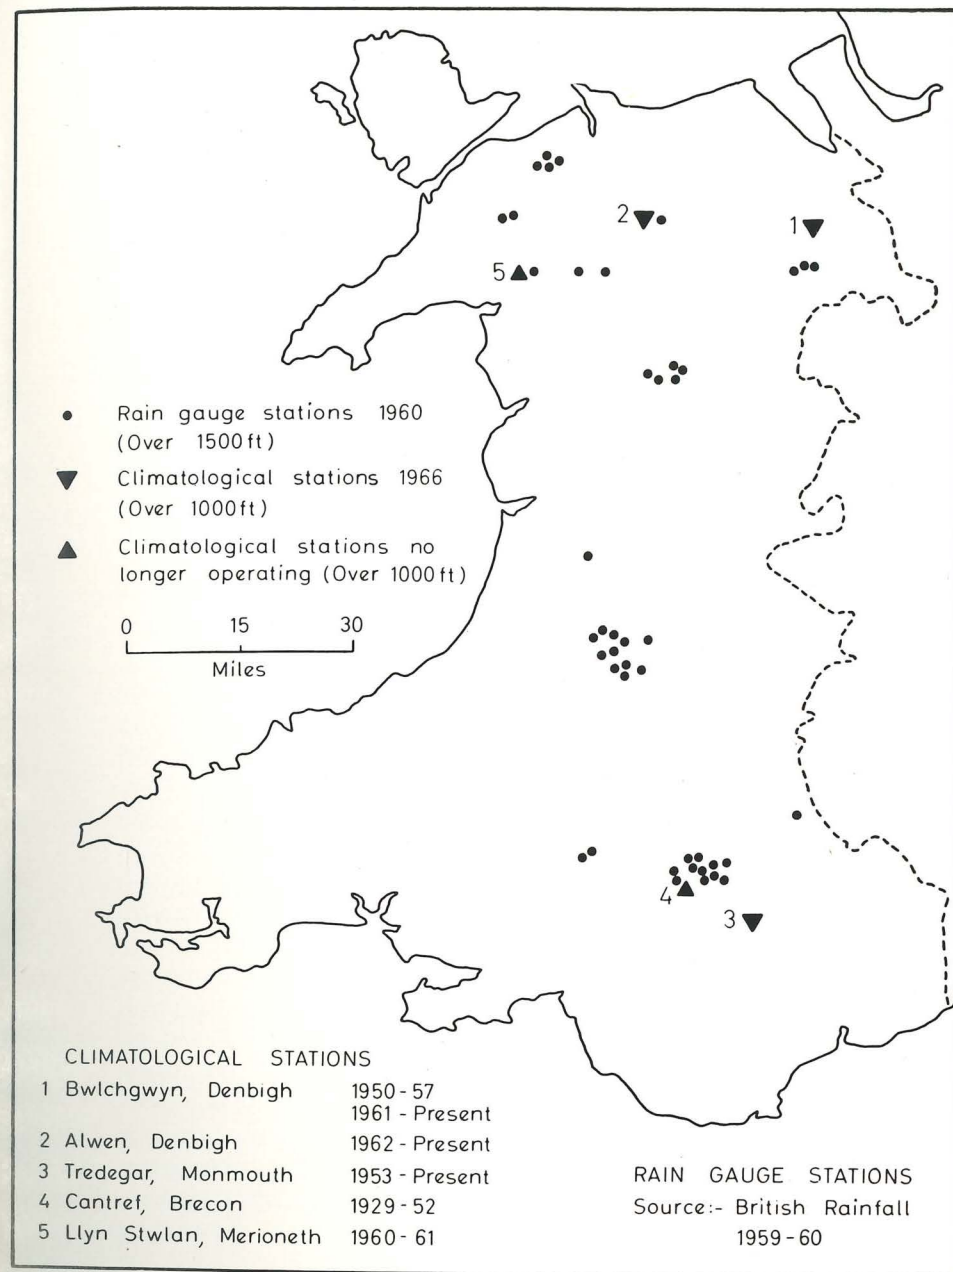 2
1
5
Rain gauge stations 1960
(Over 1500ft)
Climatological stations 1966
(Over 1000ft)
Climatological stations no
longer operating (Over 1000ft)
0 15 30
Miles
4
3
CLIMATOLOGICAL STATIONS
1 Bwlchgwyn, Denbigh 1950-57
1961-Present
2 Alwen, Denbigh 1962-Present
3 Tredegar, Monmouth 1953-Present
4 Cantref, Brecon 1929-52
5 Llyn Stwlan, Merioneth 1960-61
RAIN GAUGE STATIONS
Source:- British Rainfall
1959-60